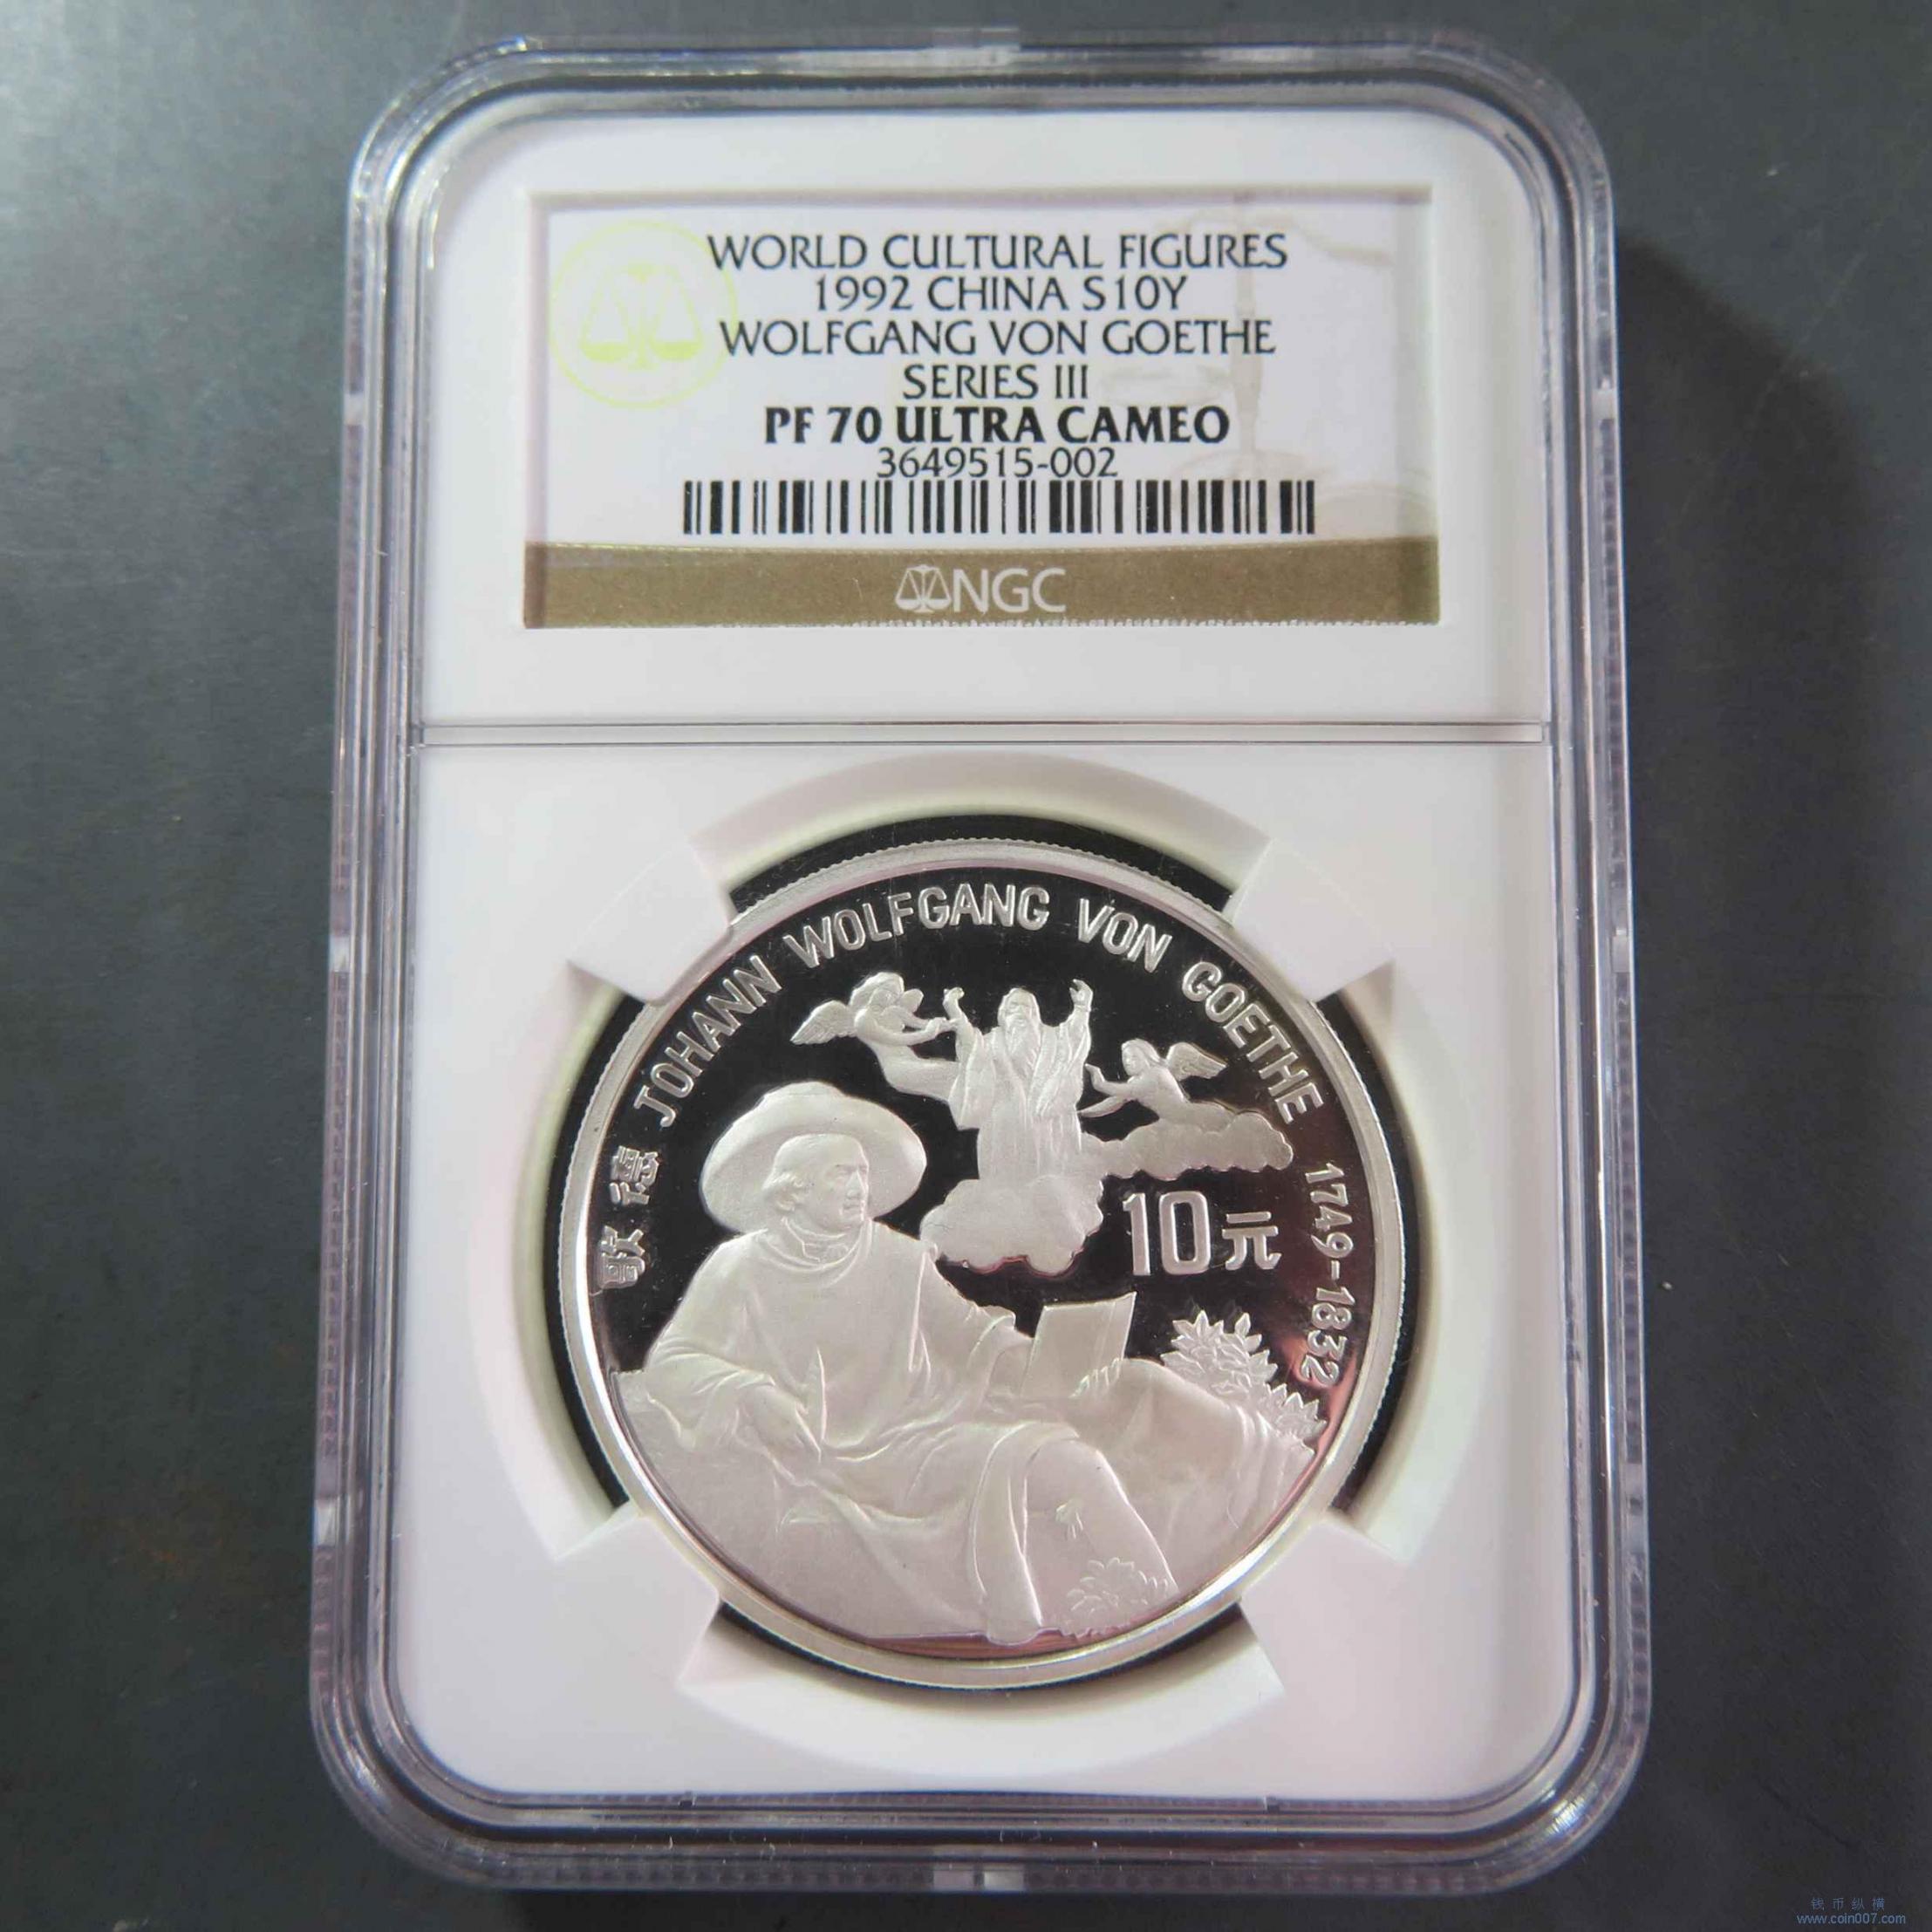 WORLD CULTURAL FIGURES
1992 CHINA S10Y
WOLFGANG VON GOETHE
SERIES III
PF 70 ULTRA CAMEO
3649515-002
NGC
歌德 JOHANN WOLFGANG VON GOETHE 1749-1832
10元
钱币纵横
www.coin007.com